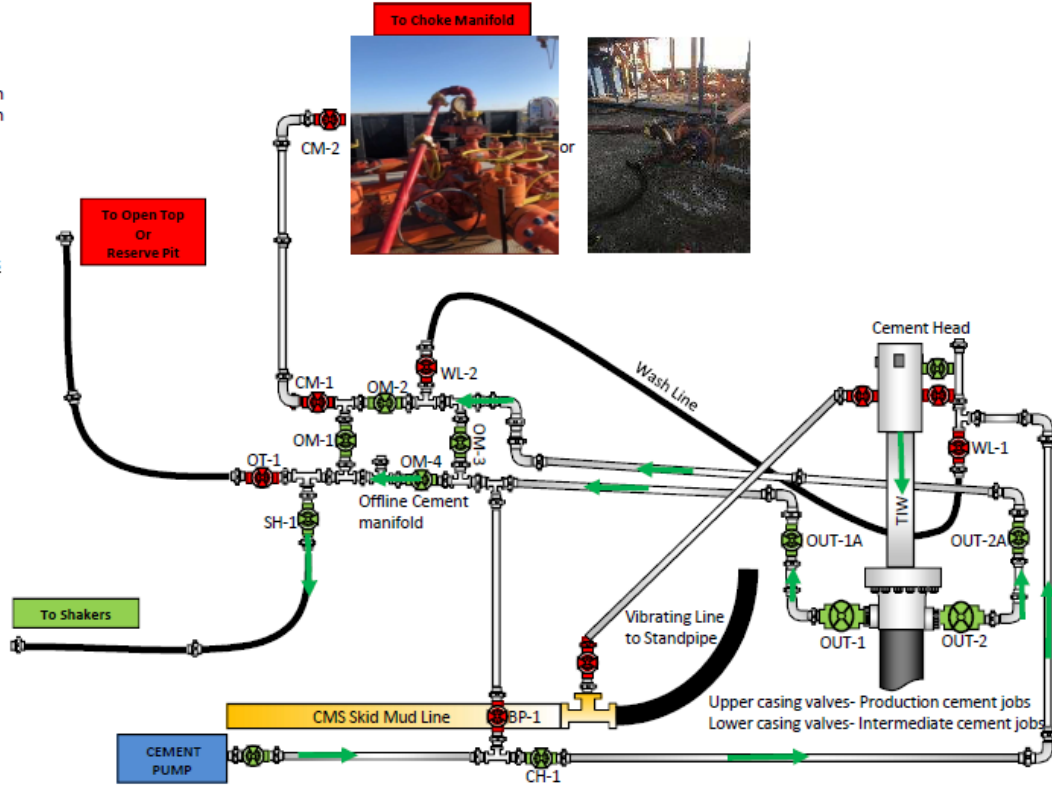 To Choke Manifold
n
n
CM-2
or
To Open Top
Or
Reserve Pit
s
Cement Head
WL-2
Wash Line
CM-1
OM-2
OM-1
OM-3
WL-1
OT-1
OM-4
Offline Cement
manifold
TIW
SH-1
OUT-1A
OUT-2A
To Shakers
Vibrating Line
to Standpipe
OUT-1
OUT-2
Upper casing valves- Production cement jobs
Lower casing valves- Intermediate cement jobs
CMS Skid Mud Line
BP-1
CEMENT
PUMP
CH-1